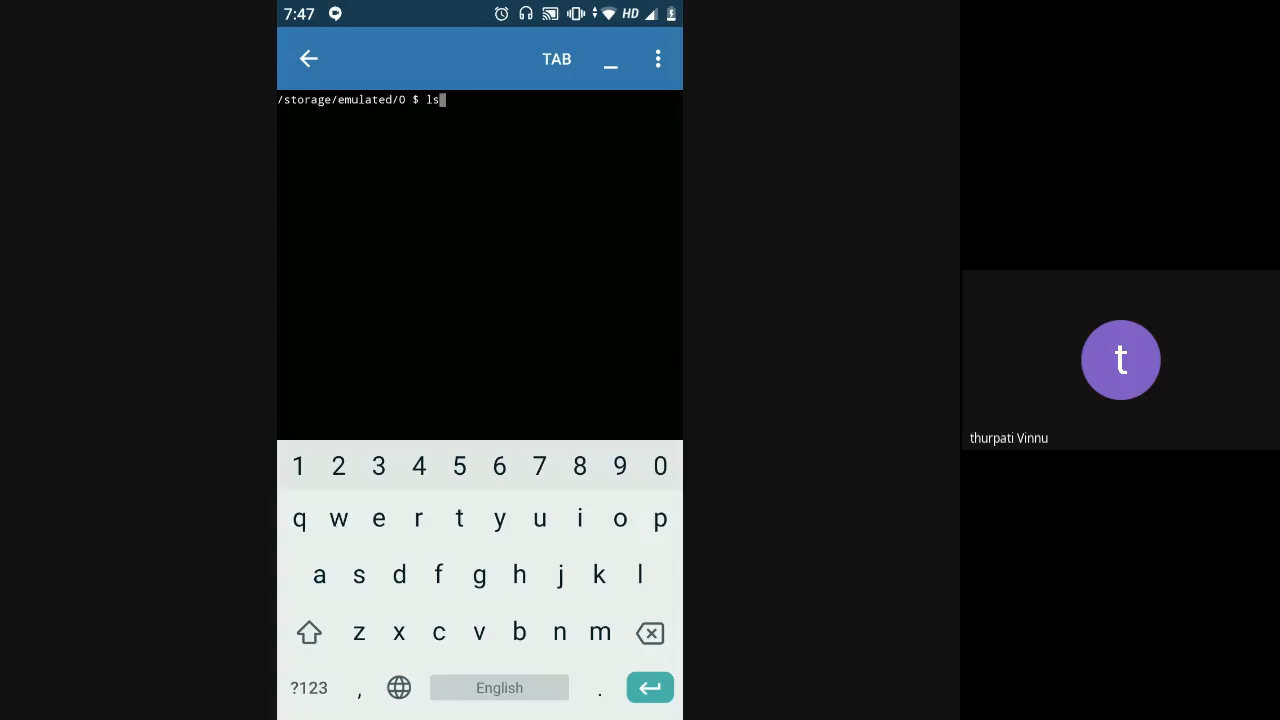 7:47 HD
TAB _
/storage/emulated/0 $ ls
1 2 3 4 5 6 7 8 9 0
q w e r t y u i o p
a s d f g h j k l
z x c v b n m
?123 , English .
t
thurpati Vinnu